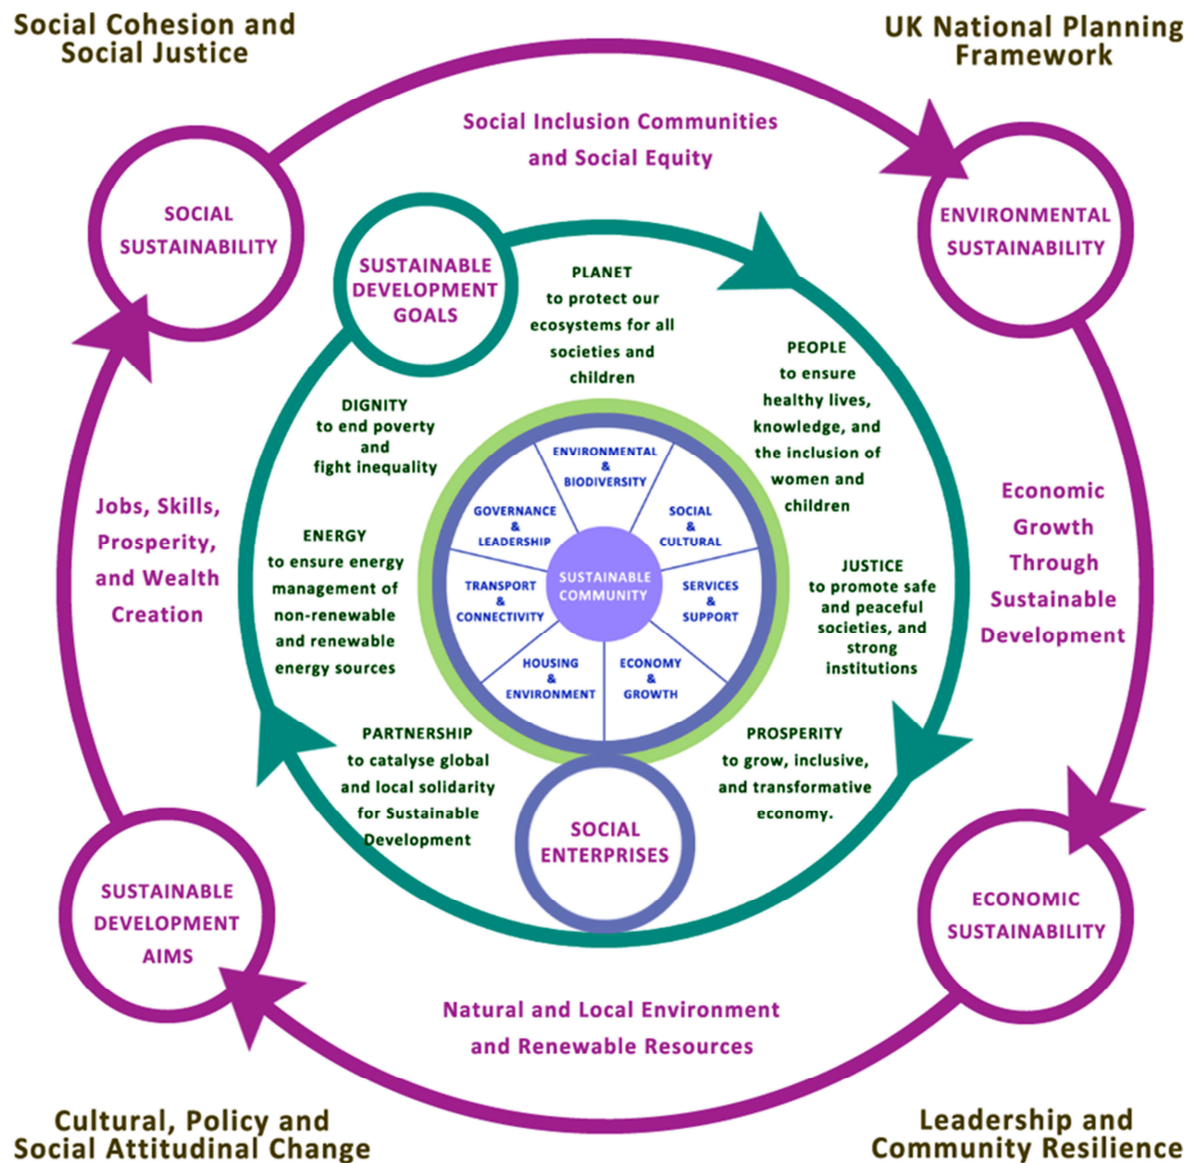 Social Cohesion and
Social Justice
UK National Planning
Framework
Social Inclusion Communities
and Social Equity
SOCIAL
SUSTAINABILITY
ENVIRONMENTAL
SUSTAINABILITY
SUSTAINABLE
DEVELOPMENT
GOALS
PLANET
to protect our
ecosystems for all
societies and
children
PEOPLE
to ensure
healthy lives,
knowledge, and
the inclusion of
women and
children
DIGNITY
to end poverty
and
fight inequality
ENVIRONMENTAL
&
BIODIVERSITY
GOVERNANCE
&
LEADERSHIP
SOCIAL
&
CULTURAL
TRANSPORT
&
CONNECTIVITY
SUSTAINABLE
COMMUNITY
SERVICES
&
SUPPORT
HOUSING
&
ENVIRONMENT
ECONOMY
&
GROWTH
Jobs, Skills,
Prosperity,
and Wealth
Creation
ENERGY
to ensure energy
management of
non-renewable
and renewable
energy sources
JUSTICE
to promote safe
and peaceful
societies, and
strong
institutions
Economic
Growth
Through
Sustainable
Development
PARTNERSHIP
to catalyse global
and local solidarity
for Sustainable
Development
PROSPERITY
to grow, inclusive,
and transformative
economy.
SOCIAL
ENTERPRISES
SUSTAINABLE
DEVELOPMENT
AIMS
ECONOMIC
SUSTAINABILITY
Natural and Local Environment
and Renewable Resources
Cultural, Policy and
Social Attitudinal Change
Leadership and
Community Resilience